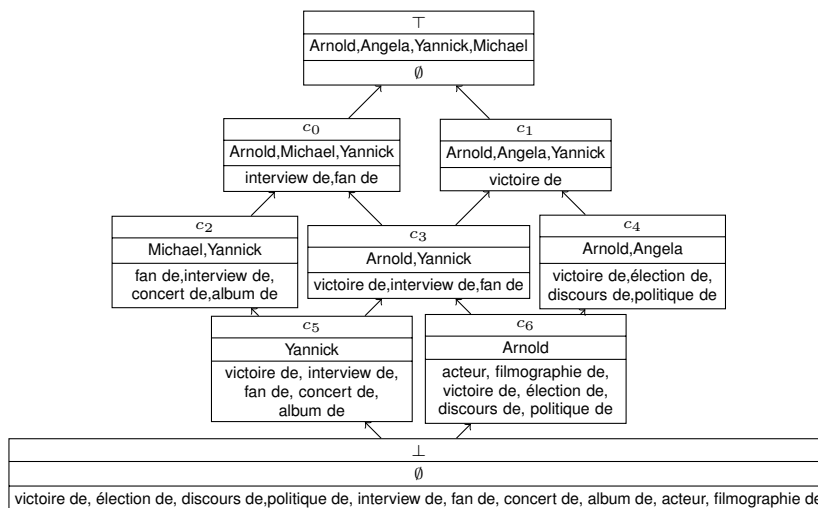 ⊤
Arnold,Angela,Yannick,Michael
∅
c₀
Arnold,Michael,Yannick
interview de,fan de
c₁
Arnold,Angela,Yannick
victoire de
c₂
Michael,Yannick
fan de,interview de,
concert de,album de
c₃
Arnold,Yannick
victoire de,interview de,fan de
c₄
Arnold,Angela
victoire de,élection de,
discours de,politique de
c₅
Yannick
victoire de, interview de,
fan de, concert de,
album de
c₆
Arnold
acteur, filmographie de,
victoire de, élection de,
discours de, politique de
⊥
∅
victoire de, élection de, discours de,politique de, interview de, fan de, concert de, album de, acteur, filmographie de